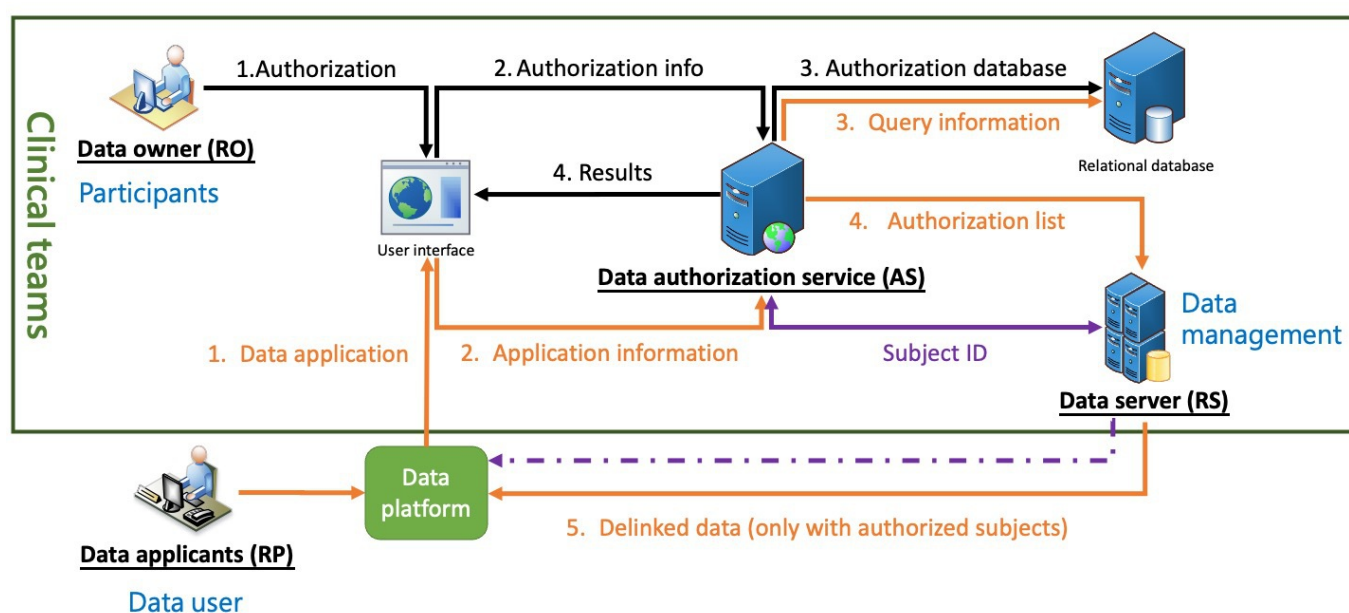 1.Authorization
2. Authorization info
3. Authorization database
3. Query information
Clinical teams
Data owner (RO)
Participants
4. Results
Relational database
User interface
4. Authorization list
Data authorization service (AS)
Data
management
1. Data application
2. Application information
Subject ID
Data server (RS)
Data
platform
5. Delinked data (only with authorized subjects)
Data applicants (RP)
Data user